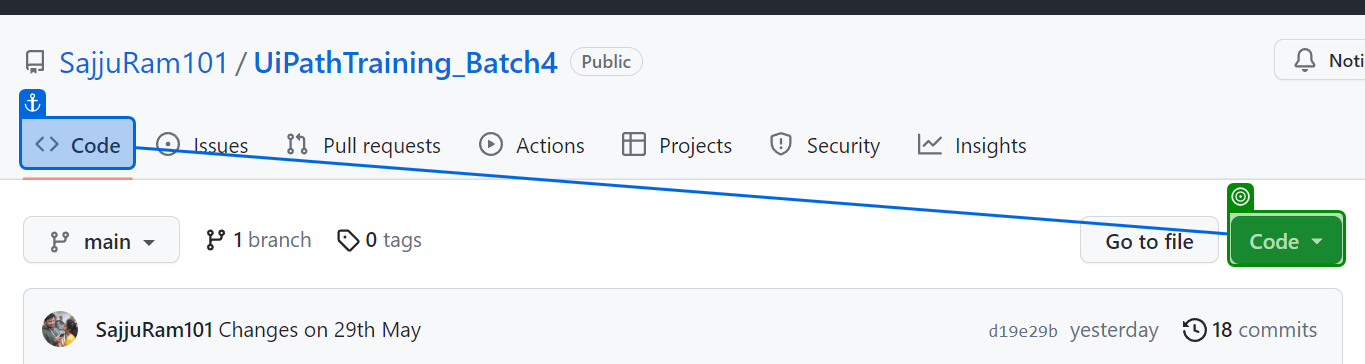 SajjuRam101 / UiPathTraining_Batch4 Public Noti
Code Issues Pull requests Actions Projects Security Insights
main 1 branch 0 tags Go to file Code
SajjuRam101 Changes on 29th May d19e29b yesterday 18 commits